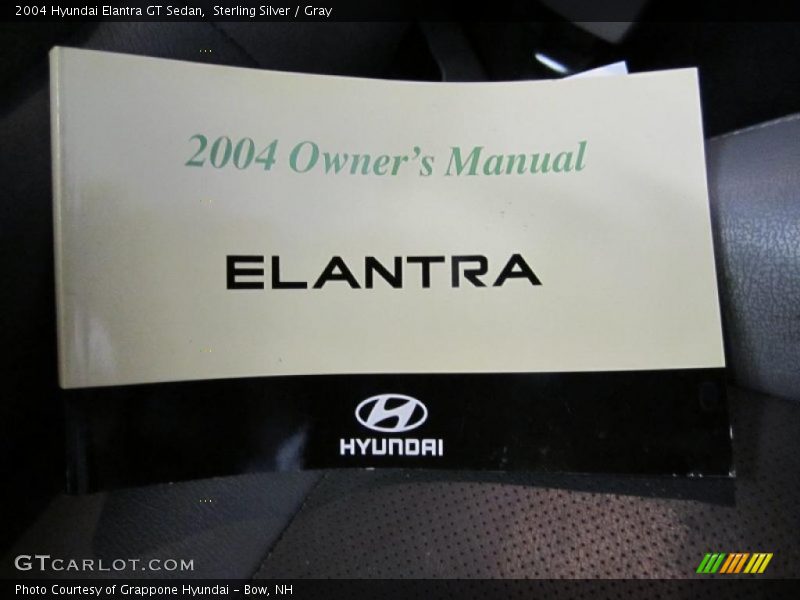 2004 Hyundai Elantra GT Sedan,  Sterling Silver / Gray
2004 Owner's Manual
ELANTRA
HYUNDAI
GTCARLOT.COM
Photo Courtesy of Grappone Hyundai - Bow, NH